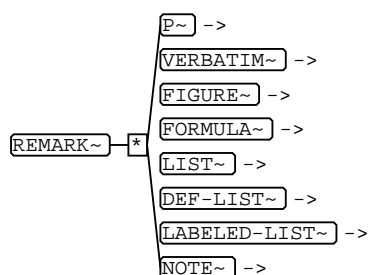 P~ ->
VERBATIM~ ->
FIGURE~ ->
FORMULA~ ->
REMARK~ *
LIST~ ->
DEF-LIST~ ->
LABELED-LIST~ ->
NOTE~ ->